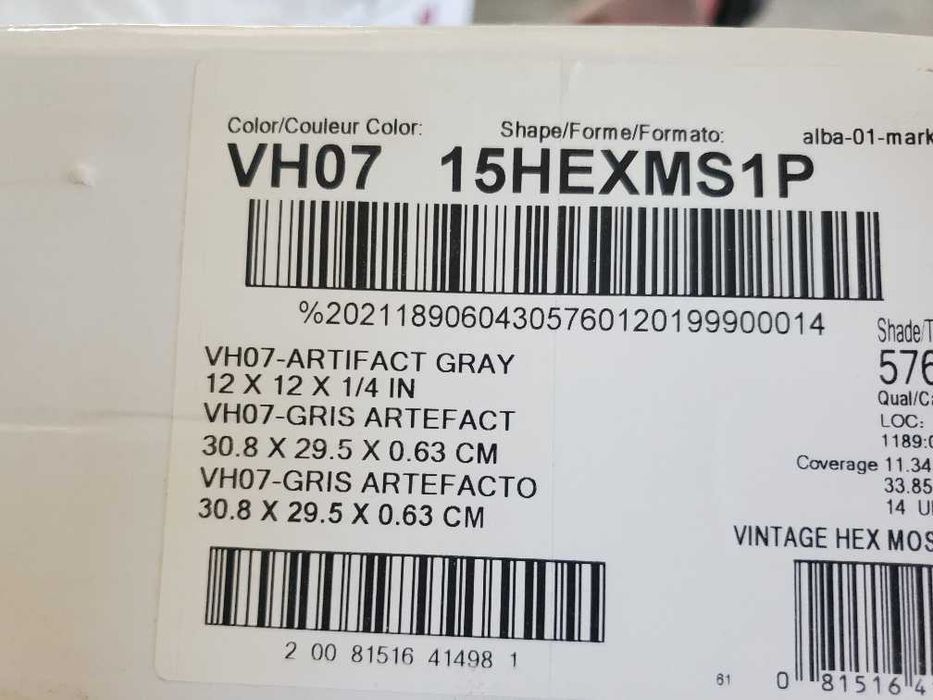 Color/Couleur Color: Shape/Forme/Formato: alba-01-mark
VH07 15HEXMS1P
%2021189060430576012019990014
VH07-ARTIFACT GRAY
12 X 12 X 1/4 IN
VH07-GRIS ARTEFACT
30.8 X 29.5 X 0.63 CM
VH07-GRIS ARTEFACTO
30.8 X 29.5 X 0.63 CM
2 00 81516 41498 1
Shade/T
576
Qual/Ca
LOC:
1189:0
Coverage 11.34
33.85
14 U
VINTAGE HEX MOS
61 0 81516 4